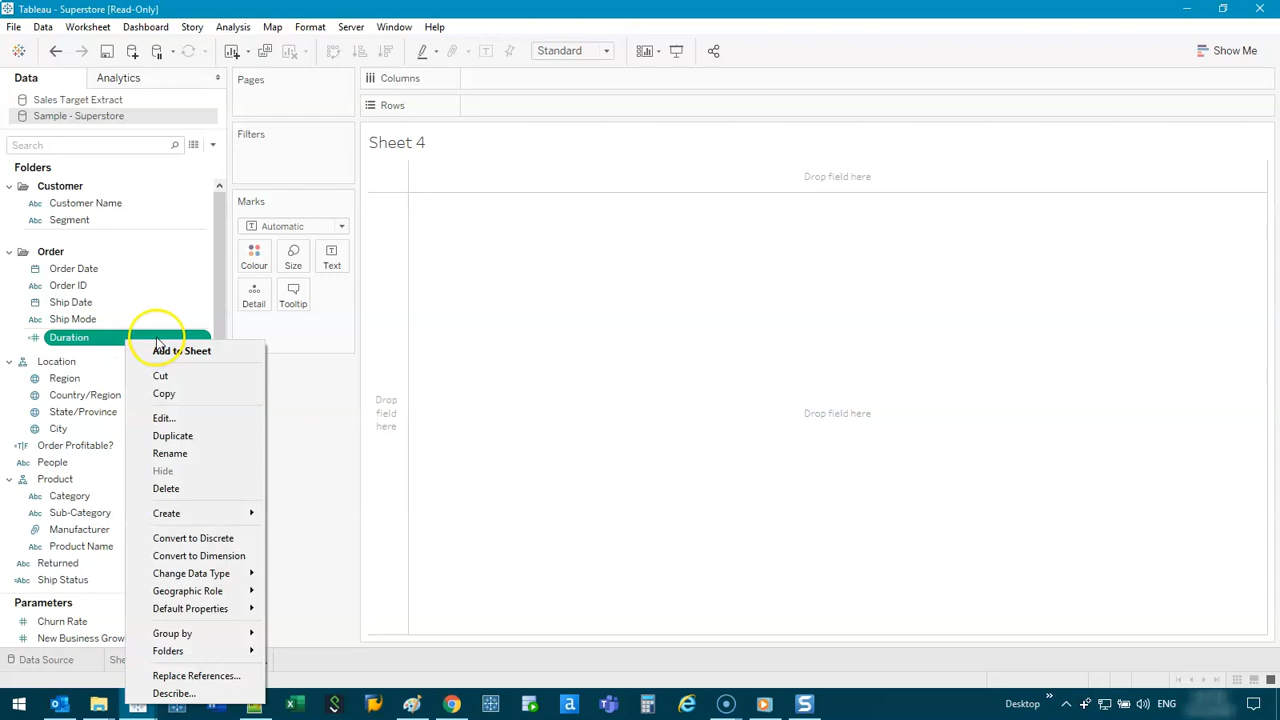 Tableau - Superstore [Read-Only]
File Data Worksheet Dashboard Story Analysis Map Format Server Window Help
Standard
Show Me
Data Analytics
Pages
Columns
Sales Target Extract
Sample - Superstore
Rows
Search
Filters
Sheet 4
Folders
Drop field here
Customer
Customer Name
Marks
Segment
Automatic
Order
Colour Size Text
Order Date
Order ID
Detail Tooltip
Ship Date
Ship Mode
Duration
Add to Sheet
Location
Cut
Region
Copy
Country/Region
Drop
field
here
Drop field here
State/Province
Edit...
City
Duplicate
Order Profitable?
Rename
People
Hide
Product
Delete
Category
Sub-Category
Create
Manufacturer
Convert to Discrete
Product Name
Convert to Dimension
Returned
Change Data Type
Ship Status
Geographic Role
Parameters
Default Properties
Churn Rate
Group by
New Business Grow
Folders
Data Source
She
Replace References...
Describe...
Desktop
ENG